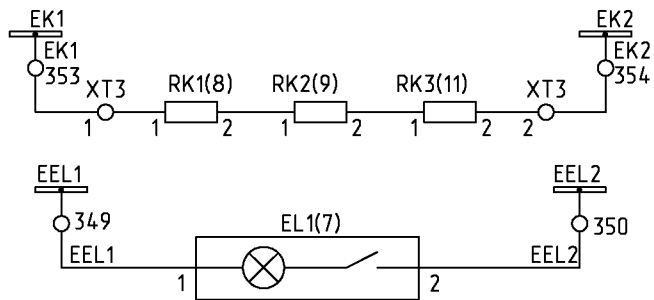 EK1 EK2
EK1 EK2
353 XT3 RK1(8) RK2(9) RK3(11) XT3 354
1 1 2 1 2 1 2 2
EEL1 EEL2
349 EL1(7) 350
EEL1 EEL2
1 2